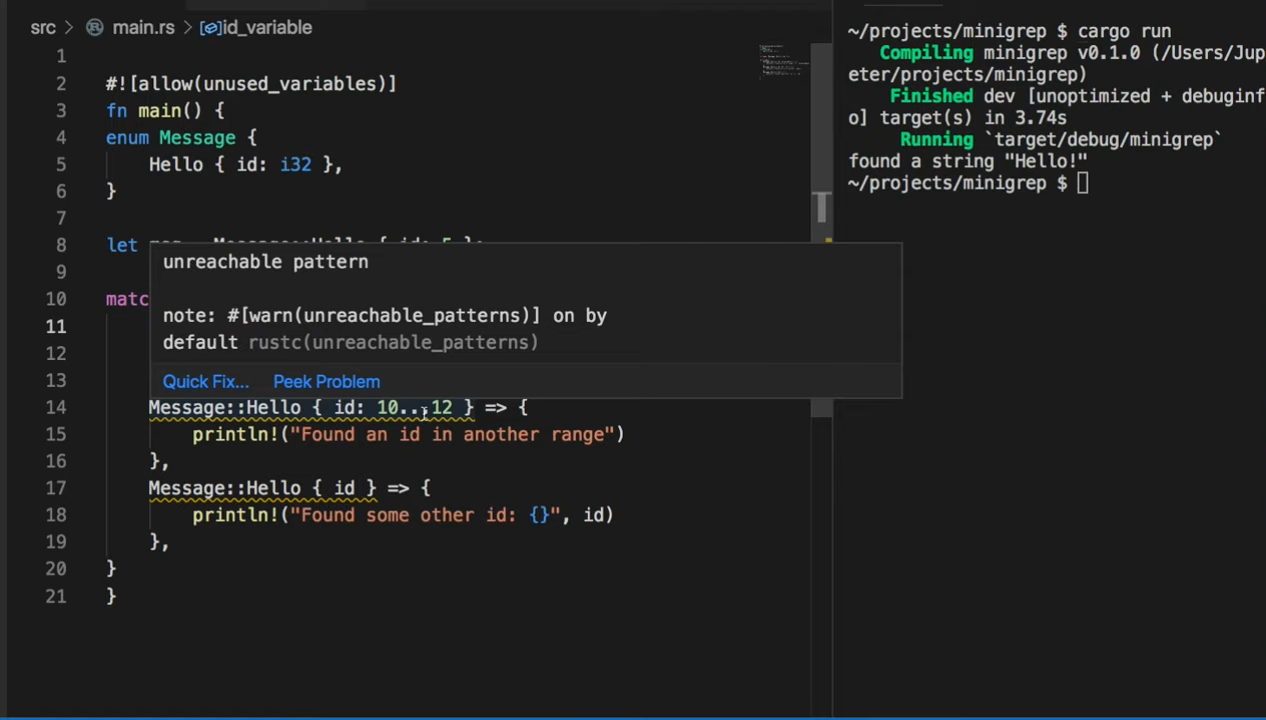 src > main.rs > id_variable
1
2 #![allow(unused_variables)]
3 fn main() {
4 enum Message {
5 Hello { id: i32 },
6 }
7
8 let msg = Message::Hello { id: 5 };
9
10 matc
11
12
13
unreachable pattern
note: #[warn(unreachable_patterns)] on by
default rustc(unreachable_patterns)
Quick Fix... Peek Problem
14 Message::Hello { id: 10...12 } => {
15 println!("Found an id in another range")
16 },
17 Message::Hello { id } => {
18 println!("Found some other id: {}", id)
19 },
20 }
21 }
~/projects/minigrep $ cargo run
Compiling minigrep v0.1.0 (/Users/Jup
eter/projects/minigrep)
Finished dev [unoptimized + debuginf
o] target(s) in 3.74s
Running `target/debug/minigrep`
found a string "Hello!"
~/projects/minigrep $